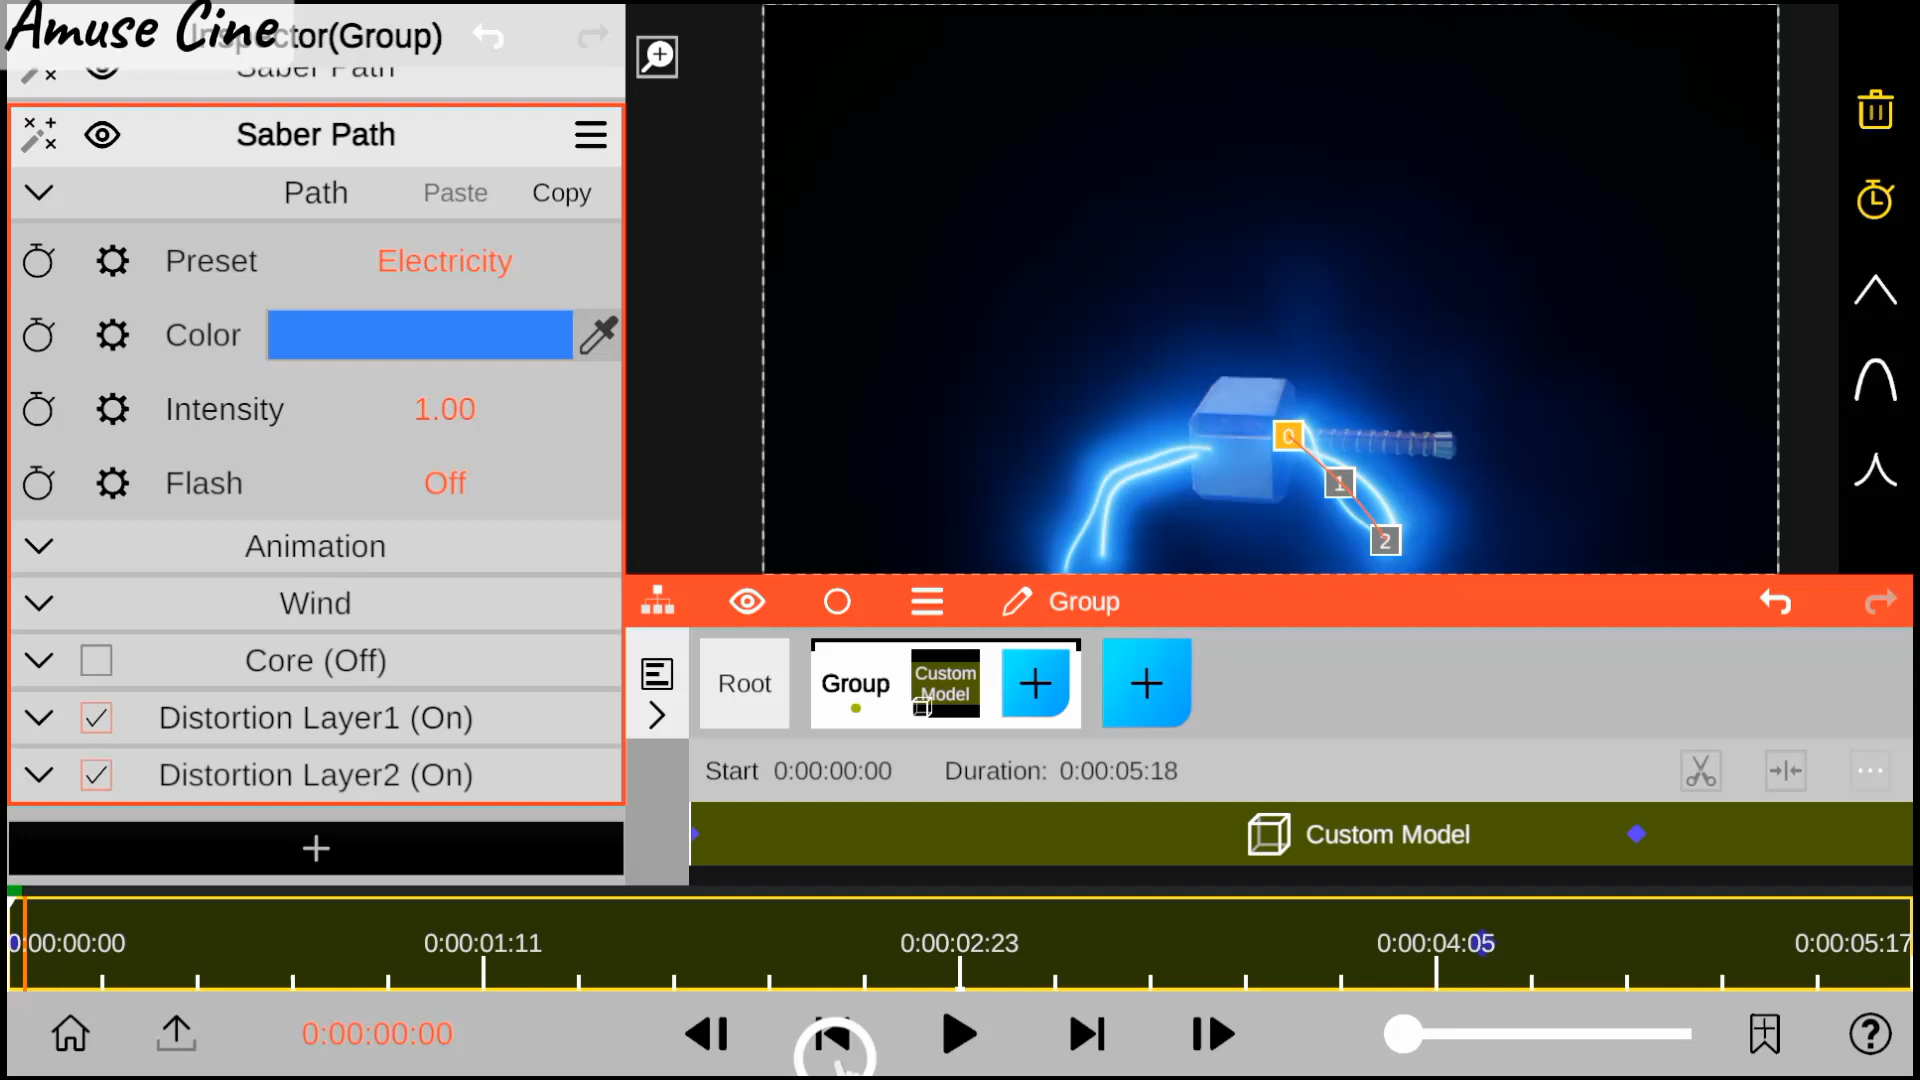 Amuse Cine
Inspector(Group)
Saber Path
Saber Path
Path Paste Copy
Preset Electricity
Color
Intensity 1.00
Flash Off
Animation
Wind
Core (Off)
Distortion Layer1 (On)
Distortion Layer2 (On)
0
1
2
Group
Root
Group
Custom
Model
Start 0:00:00:00 Duration: 0:00:05:18
Custom Model
0:00:00:00 0:00:01:11 0:00:02:23 0:00:04:05 0:00:05:17
0:00:00:00